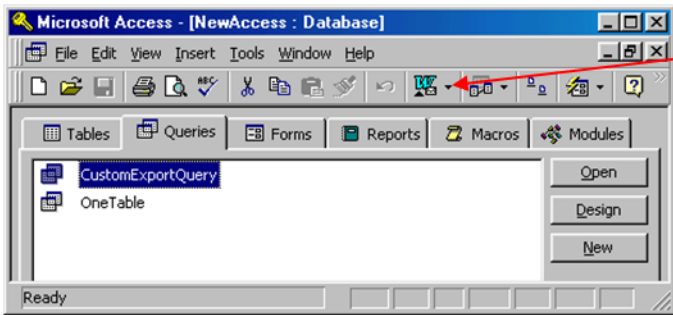 Microsoft Access - [NewAccess : Database]
File Edit View Insert Tools Window Help
ABC W
Tables Queries Forms Reports Macros Modules
CustomExportQuery Open
OneTable Design
New
Ready